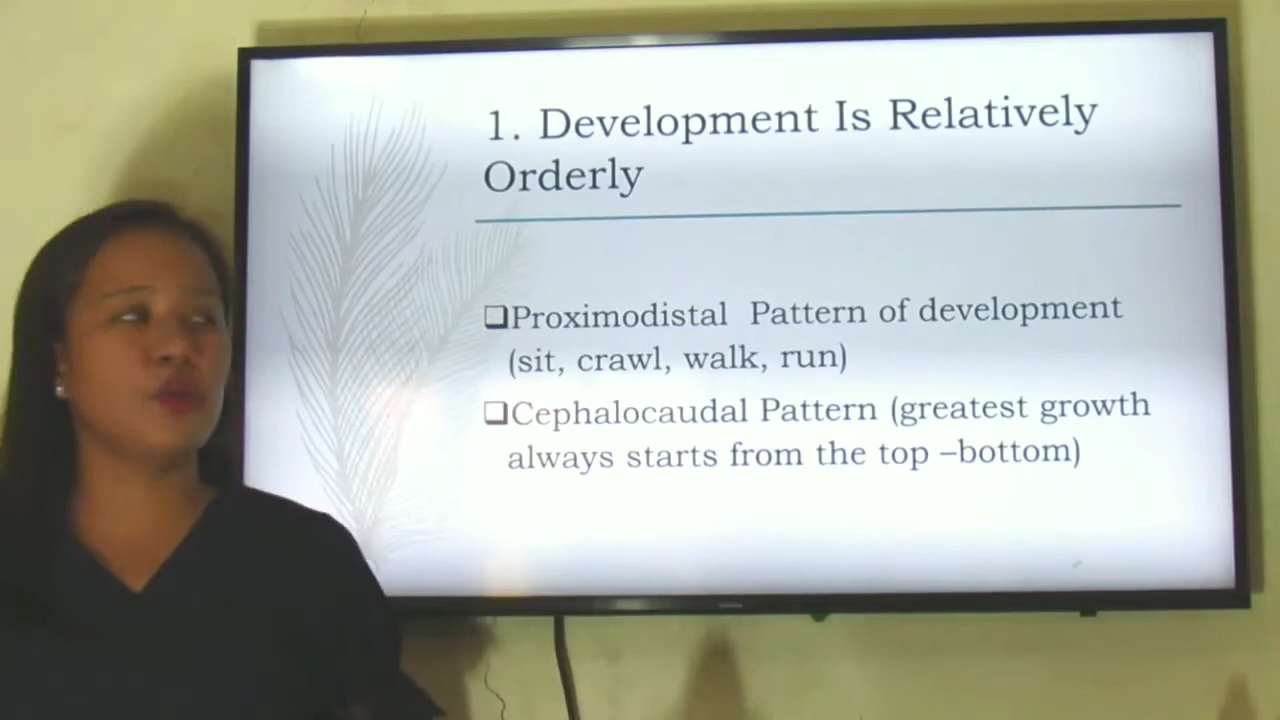 1. Development Is Relatively
Orderly
❑Proximodistal Pattern of development
(sit, crawl, walk, run)
❑Cephalocaudal Pattern (greatest growth
always starts from the top –bottom)